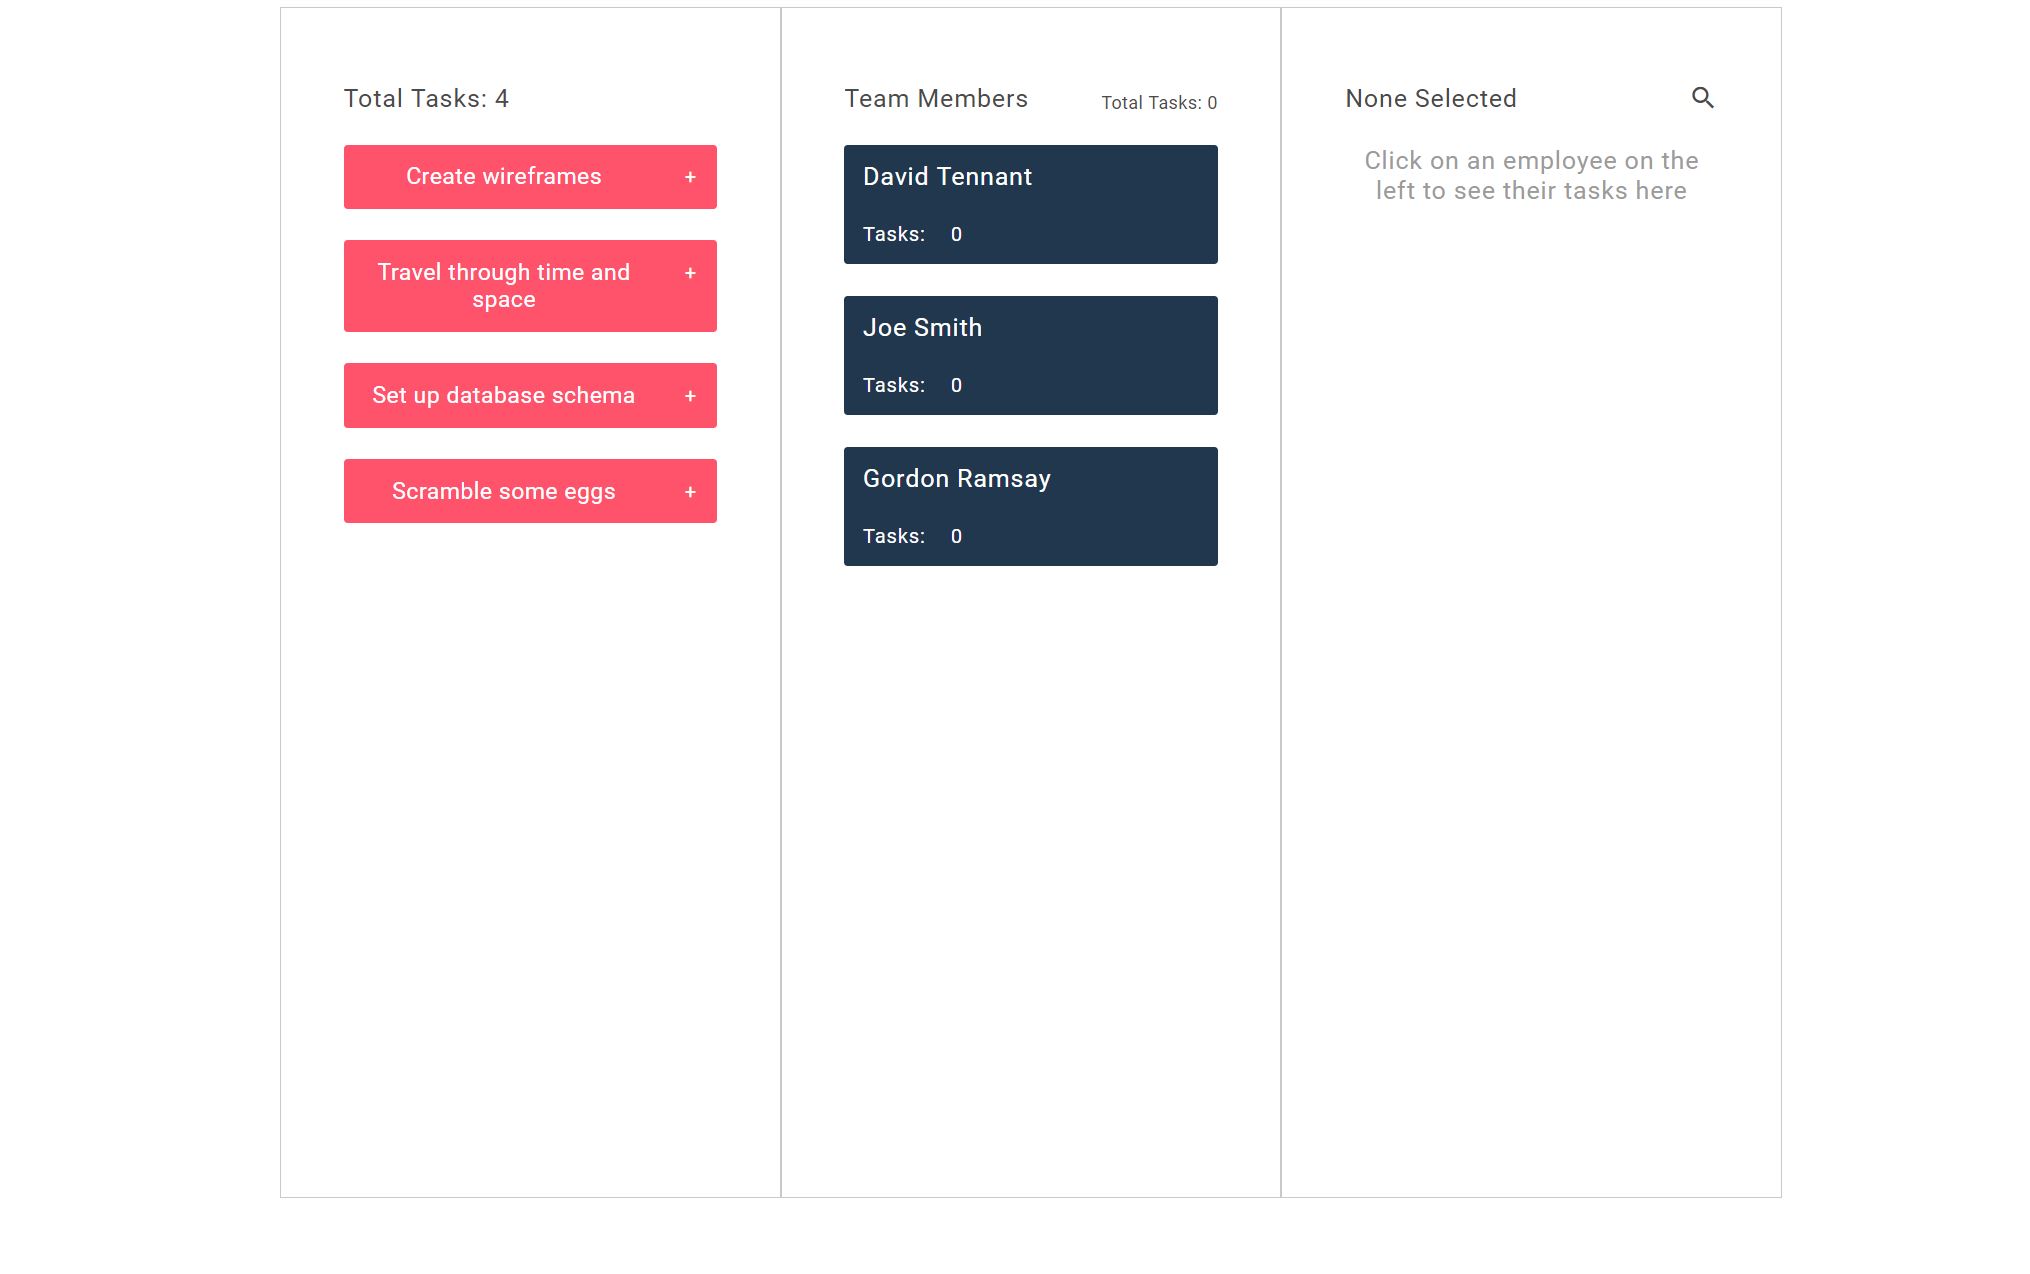 Total Tasks: 4
Create wireframes +
Travel through time and +
space
Set up database schema +
Scramble some eggs +
Team Members Total Tasks: 0
David Tennant
Tasks: 0
Joe Smith
Tasks: 0
Gordon Ramsay
Tasks: 0
None Selected
Click on an employee on the
left to see their tasks here